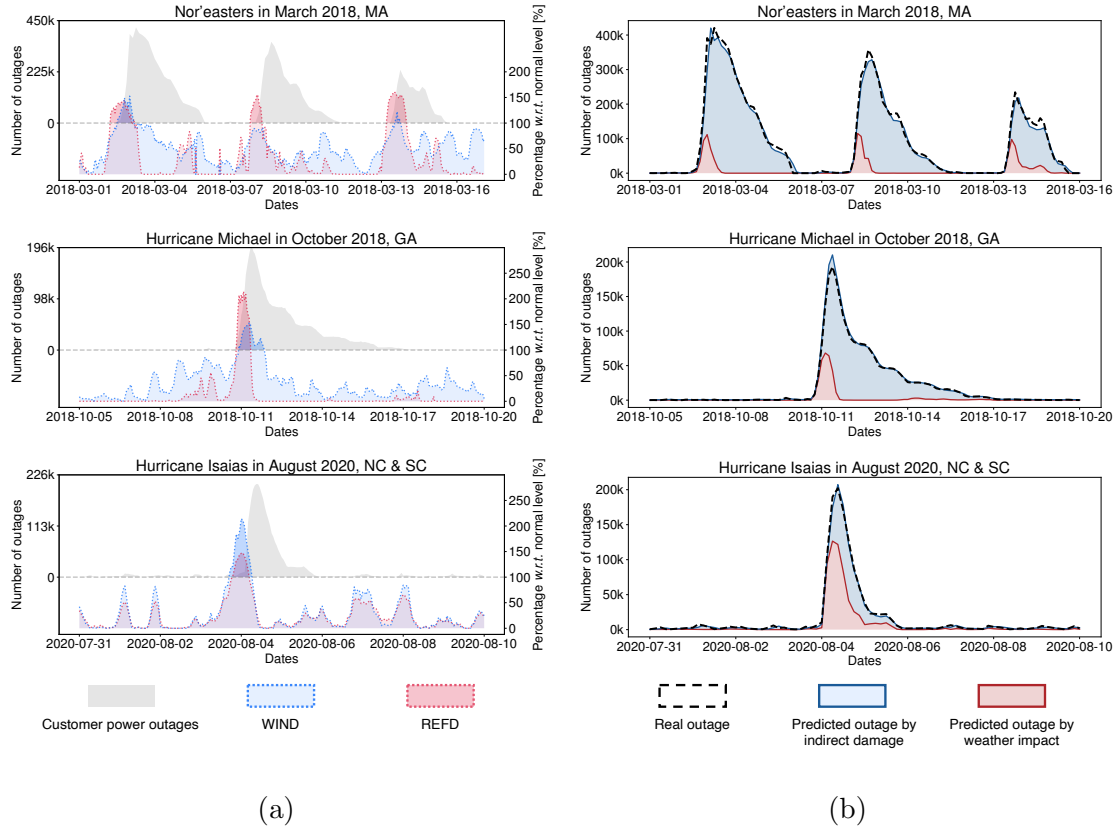 Nor'easters in March 2018, MA
450k
225k
0
Number of outages
250
200
150
100
50
0
Percentage w.r.t. normal level [%]
2018-03-01 2018-03-04 2018-03-07 2018-03-10 2018-03-13 2018-03-16
Dates
Hurricane Michael in October 2018, GA
196k
98k
0
Number of outages
250
200
150
100
50
0
Percentage w.r.t. normal level [%]
2018-10-05 2018-10-08 2018-10-11 2018-10-14 2018-10-17 2018-10-20
Dates
Hurricane Isaias in August 2020, NC & SC
226k
113k
0
Number of outages
250
200
150
100
50
0
Percentage w.r.t. normal level [%]
2020-07-31 2020-08-02 2020-08-04 2020-08-06 2020-08-08 2020-08-10
Dates
Customer power outages
WIND
REFD
(a)
Nor'easters in March 2018, MA
400k
300k
200k
100k
0k
Number of outages
2018-03-01 2018-03-04 2018-03-07 2018-03-10 2018-03-13 2018-03-16
Dates
Hurricane Michael in October 2018, GA
200k
150k
100k
50k
0k
Number of outages
2018-10-05 2018-10-08 2018-10-11 2018-10-14 2018-10-17 2018-10-20
Dates
Hurricane Isaias in August 2020, NC & SC
200k
150k
100k
50k
0k
Number of outages
2020-07-31 2020-08-02 2020-08-04 2020-08-06 2020-08-08 2020-08-10
Dates
Real outage
Predicted outage by
indirect damage
Predicted outage by
weather impact
(b)